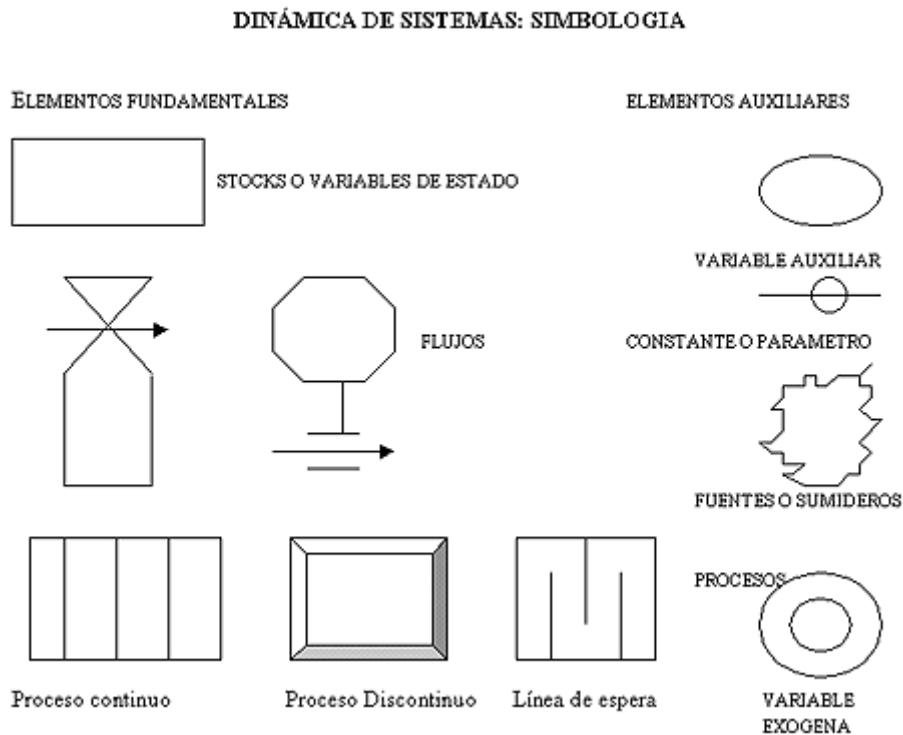 DINÁMICA DE SISTEMAS: SIMBOLOGIA
ELEMENTOS FUNDAMENTALES
ELEMENTOS AUXILIARES
STOCKS O VARIABLES DE ESTADO
VARIABLE AUXILIAR
FLUJOS
CONSTANTE O PARAMETRO
FUENTES O SUMIDEROS
PROCESOS
Proceso continuo
Proceso Discontinuo
Línea de espera
VARIABLE
EXOGENA